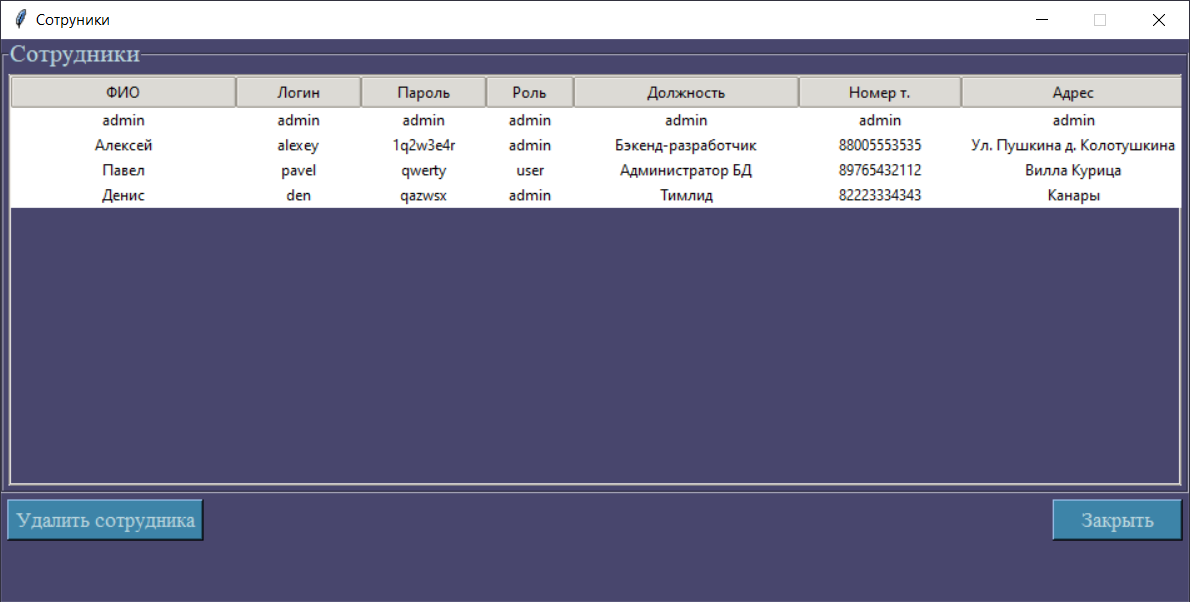 Сотруники
Сотрудники
ФИО Логин Пароль Роль Должность Номер т. Адрес
admin admin admin admin admin admin admin
Алексей alexey 1q2w3e4r admin Бэкенд-разработчик 88005553535 Ул. Пушкина д. Колотушкина
Павел pavel qwerty user Администратор БД 89765432112 Вилла Курица
Денис den qazwsx admin Тимлид 82223334343 Канары
Удалить сотрудника Закрыть